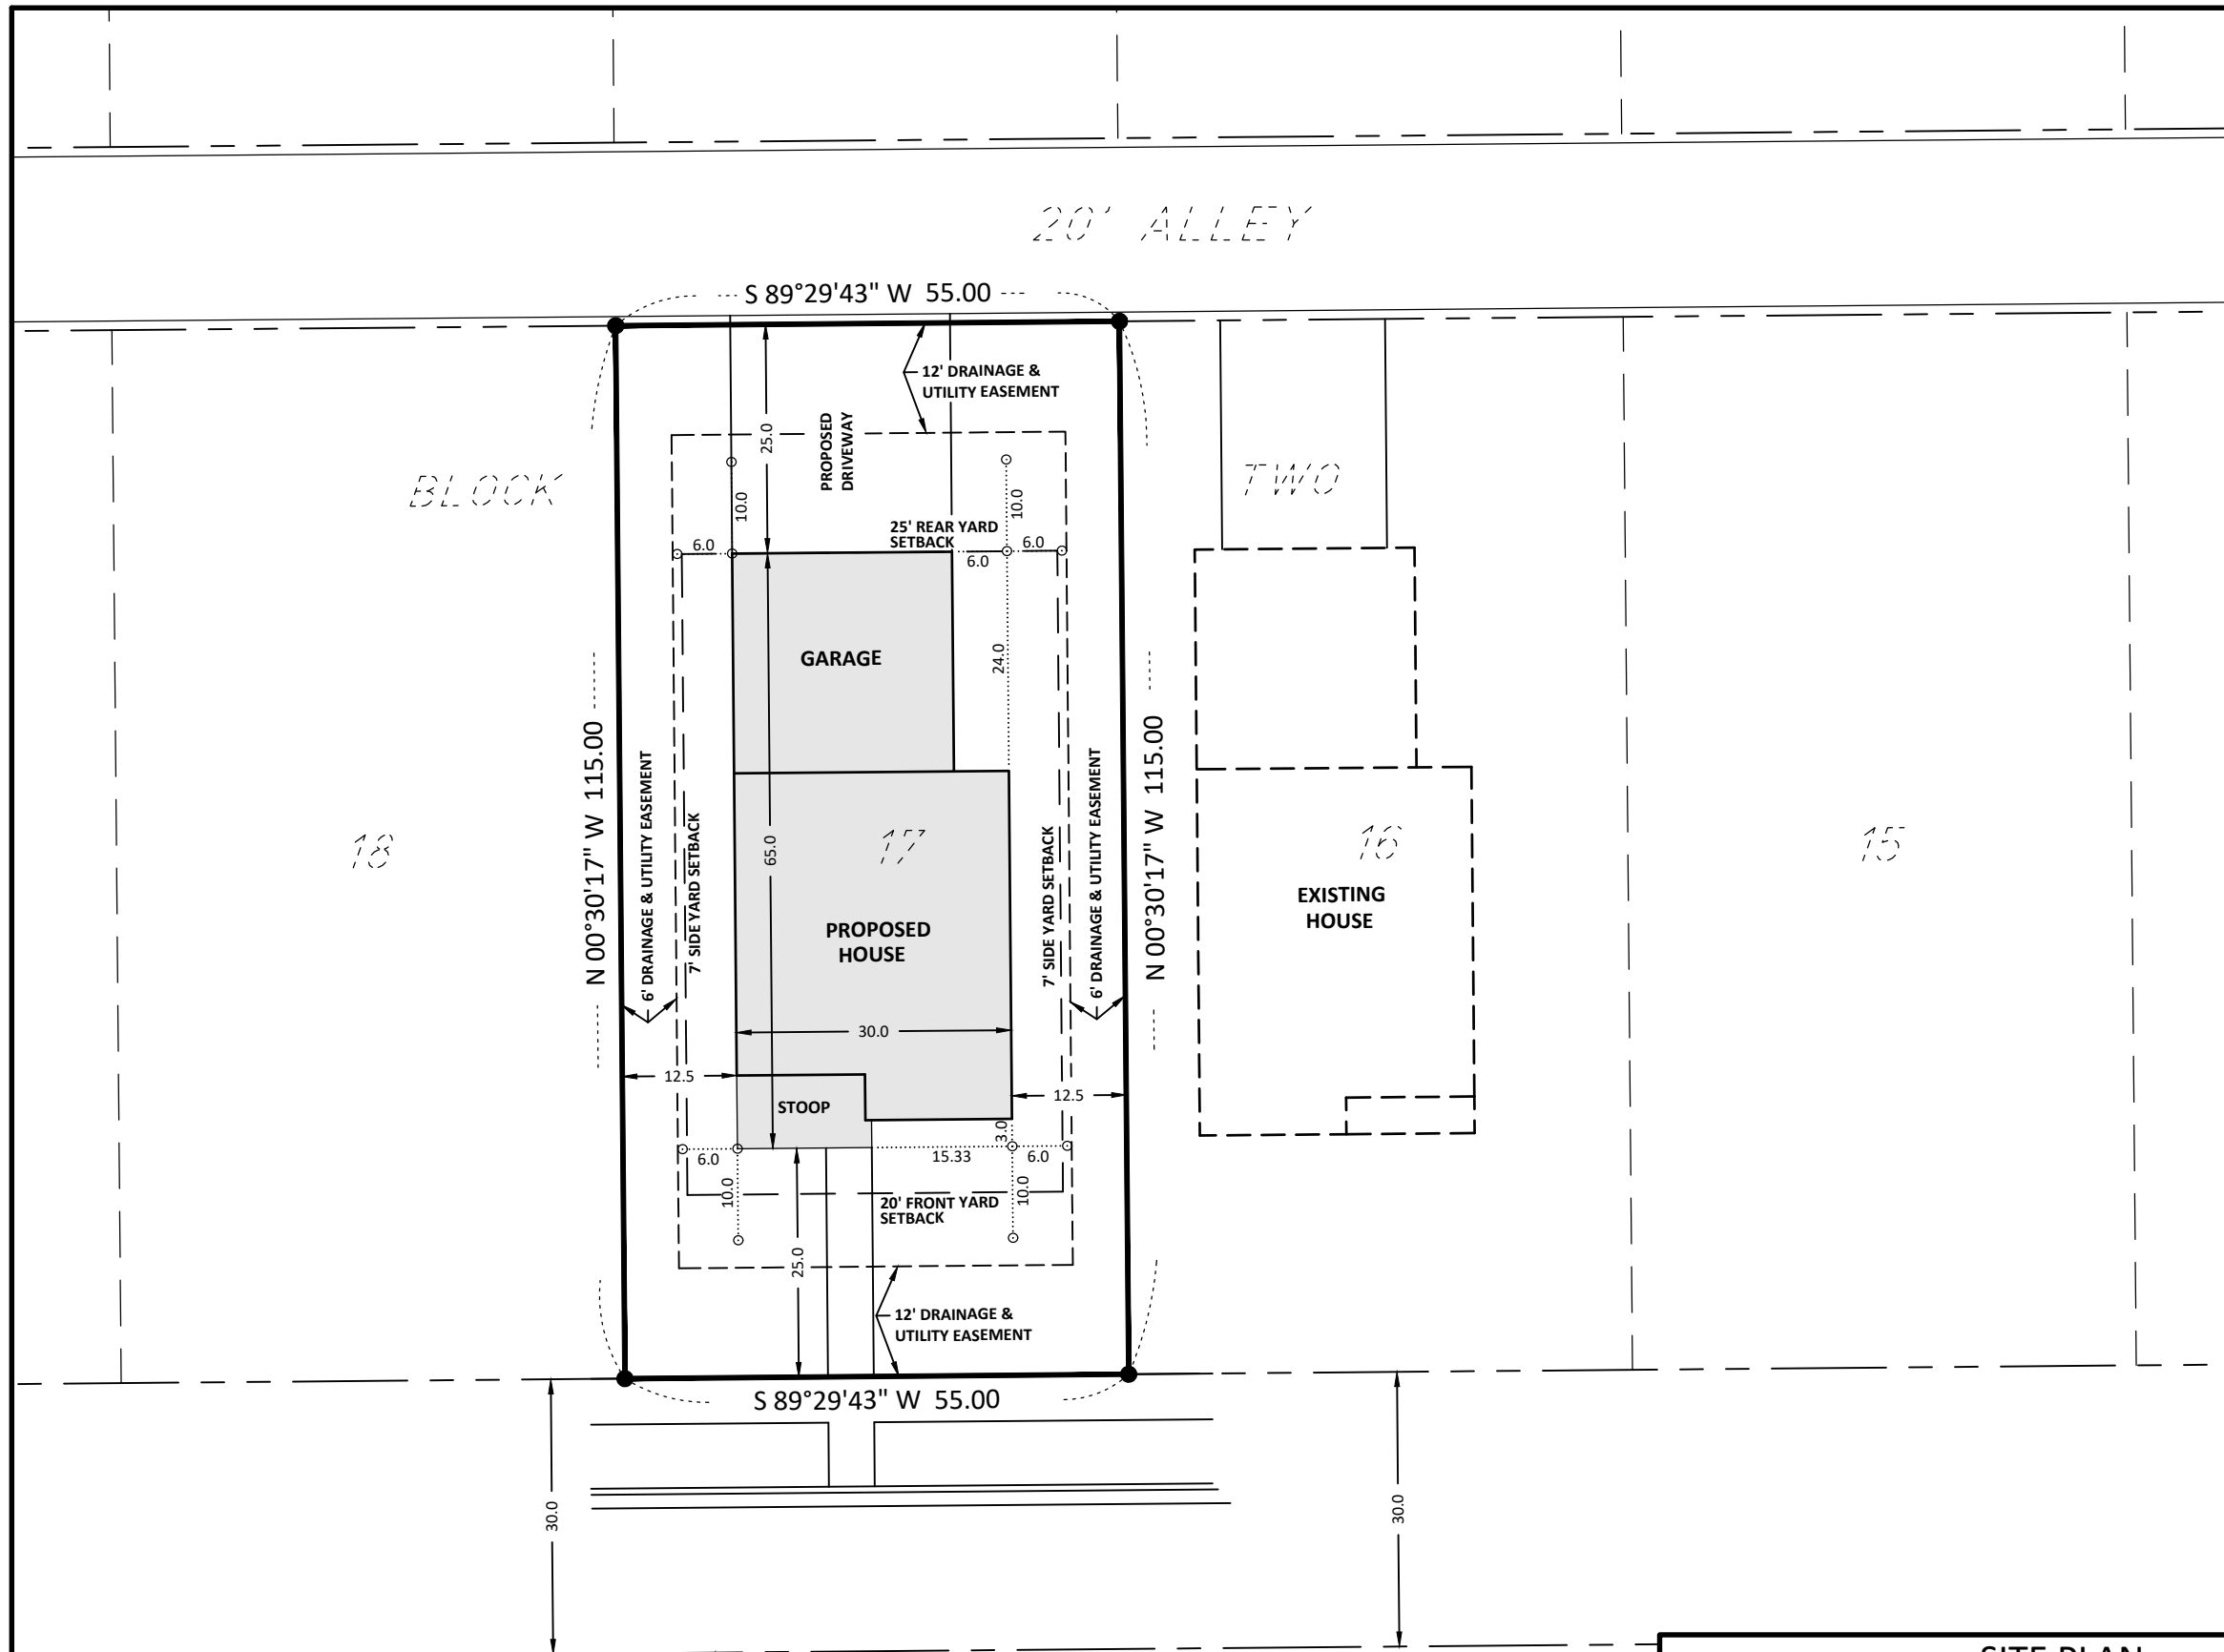 20' ALLEY
S 89°29'43" W 55.00
12' DRAINAGE &
UTILITY EASEMENT
PROPOSED
DRIVEWAY
25.0
BLOCK
TWO
10.0
10.0
25' REAR YARD
SETBACK
6.0
6.0
6.0
GARAGE
24.0
N 00°30'17" W 115.00
6' DRAINAGE & UTILITY EASEMENT
7' SIDE YARD SETBACK
65.0
7' SIDE YARD SETBACK
6' DRAINAGE & UTILITY EASEMENT
N 00°30'17" W 115.00
18
17
16
15
EXISTING
HOUSE
PROPOSED
HOUSE
30.0
12.5
12.5
STOOP
3.0
6.0
15.33
6.0
10.0
10.0
20' FRONT YARD
SETBACK
25.0
12' DRAINAGE &
UTILITY EASEMENT
S 89°29'43" W 55.00
30.0
30.0
SITE PLAN